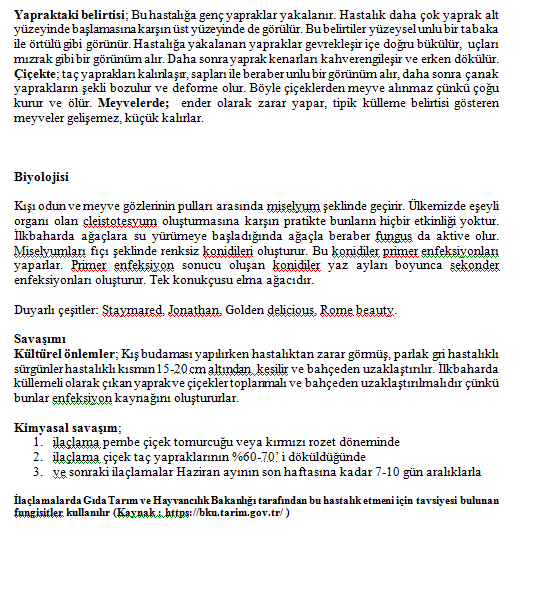 Yapraktaki belirtisi; Bu hastalığa genç yapraklar yakalanır. Hastalık daha çok yaprak alt
yüzeyinde başlamasına karşın üst yüzeyinde de görülür. Bu belirtiler yüzeysel unlu bir tabaka
ile örtülü gibi görünür. Hastalığa yakalanan yapraklar gevrekleşir içe doğru bükülür, uçları
mızrak gibi bir görünüm alır. Daha sonra yaprak kenarları kahverengileşir ve erken dökülür.
Çiçekte; taç yaprakları kalınlaşır, sapları ile beraber unlu bir görünüm alır, daha sonra çanak
yaprakların şekli bozulur ve deforme olur. Böyle çiçeklerden meyve alınmaz çünkü çoğu
kurur ve ölür. Meyvelerde; ender olarak zarar yapar, tipik külleme belirtisi gösteren
meyveler gelişemez, küçük kalırlar.
Biyolojisi
Kışı odun ve meyve gözlerinin pulları arasında miselyum şeklinde geçirir. Ülkemizde eşeyli
organı olan cleistotesyum oluşturmasına karşın pratikte bunların hiçbir etkinliği yoktur.
İlkbaharda ağaçlara su yürümeye başladığında ağaçla beraber fungus da aktive olur.
Miselyumları fıçı şeklinde renksiz konidileri oluşturur. Bu konidiler primer enfeksiyonları
yaparlar. Primer enfeksiyon sonucu oluşan konidiler yaz ayları boyunca sekonder
enfeksiyonları oluşturur. Tek konukçusu elma ağacıdır.
Duyarlı çeşitler: Staymared, Jonathan, Golden delicious, Rome beauty.
Savaşımı
Kültürel önlemler; Kış budaması yapılırken hastalıktan zarar görmüş, parlak gri hastalıklı
sürgünler hastalıklı kısmın 15-20 cm altından kesilir ve bahçeden uzaklaştırılır. İlkbaharda
küllemeli olarak çıkan yaprak ve çiçekler toplanmalı ve bahçeden uzaklaştırılmalıdır çünkü
bunlar enfeksiyon kaynağını oluştururlar.
Kimyasal savaşım;
1. ilaçlama pembe çiçek tomurcuğu veya kırmızı rozet döneminde
2. ilaçlama çiçek taç yapraklarının %60-70' i döküldüğünde
3. ve sonraki ilaçlamalar Haziran ayının son haftasına kadar 7-10 gün aralıklarla
İlaçlamalarda Gıda Tarım ve Hayvancılık Bakanlığı tarafından bu hastalık etmeni için tavsiyesi bulunan
fungisitler kullanılır (Kaynak : https://bku.tarim.gov.tr/ )